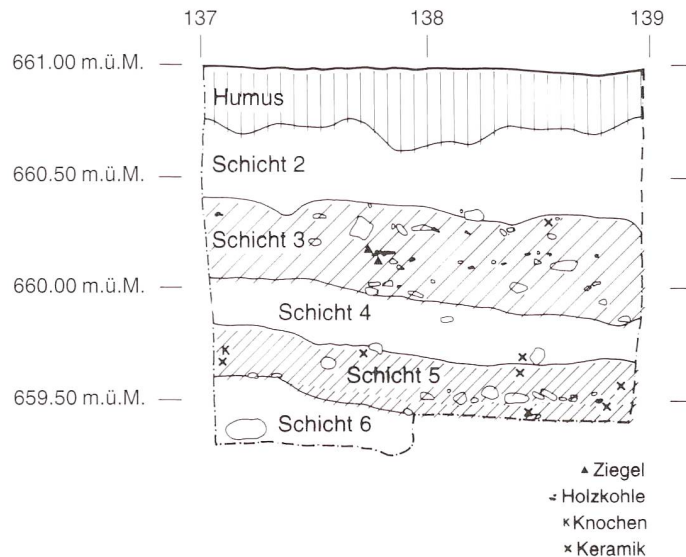 137 138 139
661.00 m.ü.M.
Humus
660.50 m.ü.M.
Schicht 2
Schicht 3
660.00 m.ü.M.
Schicht 4
Schicht 5
659.50 m.ü.M.
Schicht 6
Ziegel
Holzkohle
Knochen
Keramik